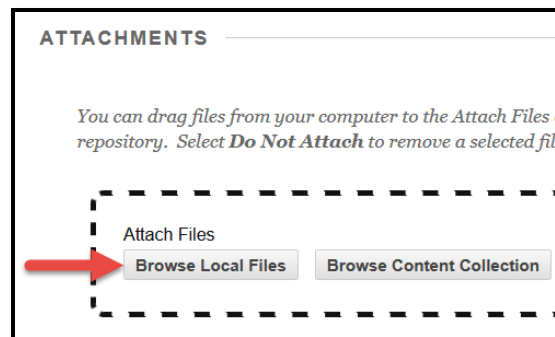 ATTACHMENTS
You can drag files from your computer to the Attach Files
repository. Select Do Not Attach to remove a selected
Attach Files
Browse Local Files Browse Content Collection